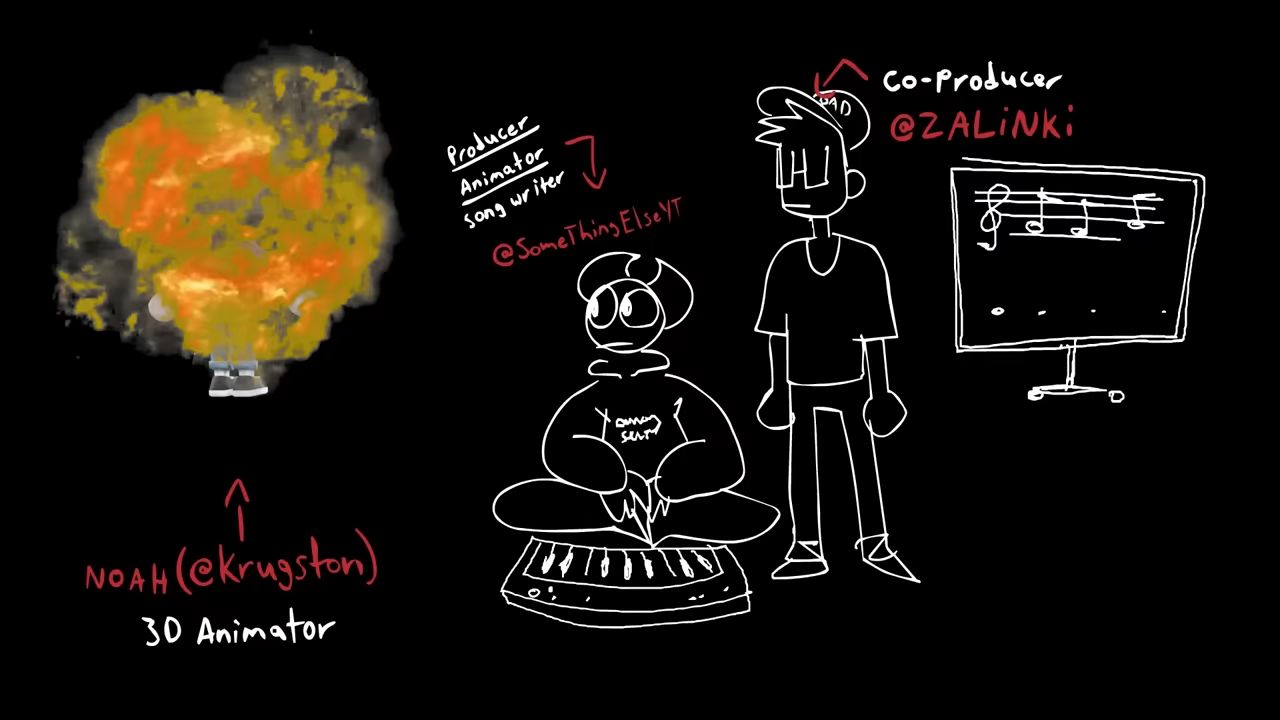 Producer
Animator
song writer
@SomeThingElseYT
co-Producer
@ZALiNKi
NOAH (@krugston)
3D Animator